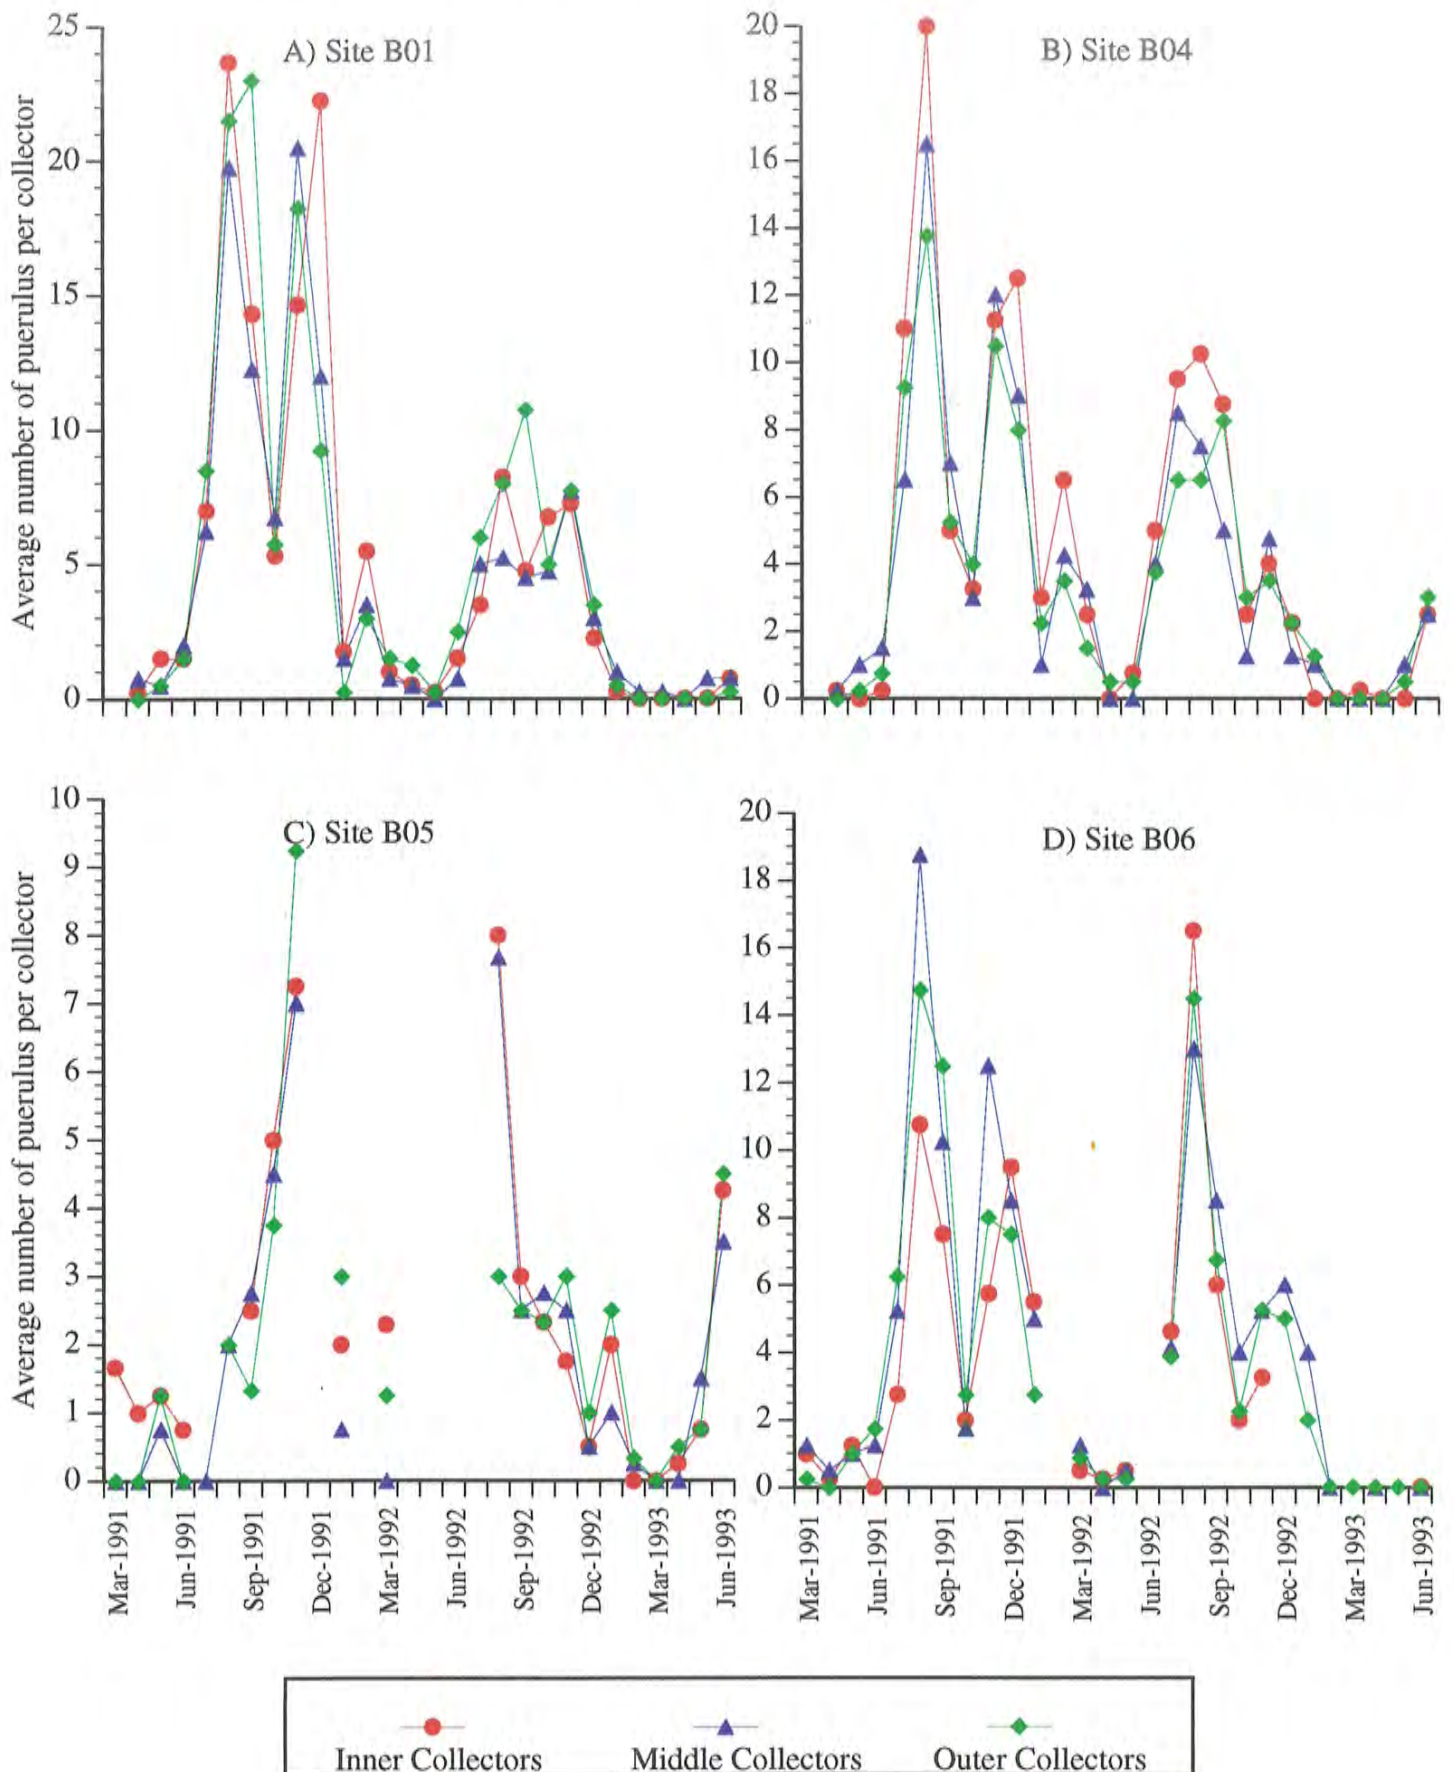 A) Site B01
Average number of puerulus per collector
25
20
15
10
5
0
B) Site B04
20
18
16
14
12
10
8
6
4
2
0
C) Site B05
Average number of puerulus per collector
10
9
8
7
6
5
4
3
2
1
0
Mar-1991
Jun-1991
Sep-1991
Dec-1991
Mar-1992
Jun-1992
Sep-1992
Dec-1992
Mar-1993
Jun-1993
D) Site B06
20
18
16
14
12
10
8
6
4
2
0
Mar-1991
Jun-1991
Sep-1991
Dec-1991
Mar-1992
Jun-1992
Sep-1992
Dec-1992
Mar-1993
Jun-1993
Inner Collectors
Middle Collectors
Outer Collectors